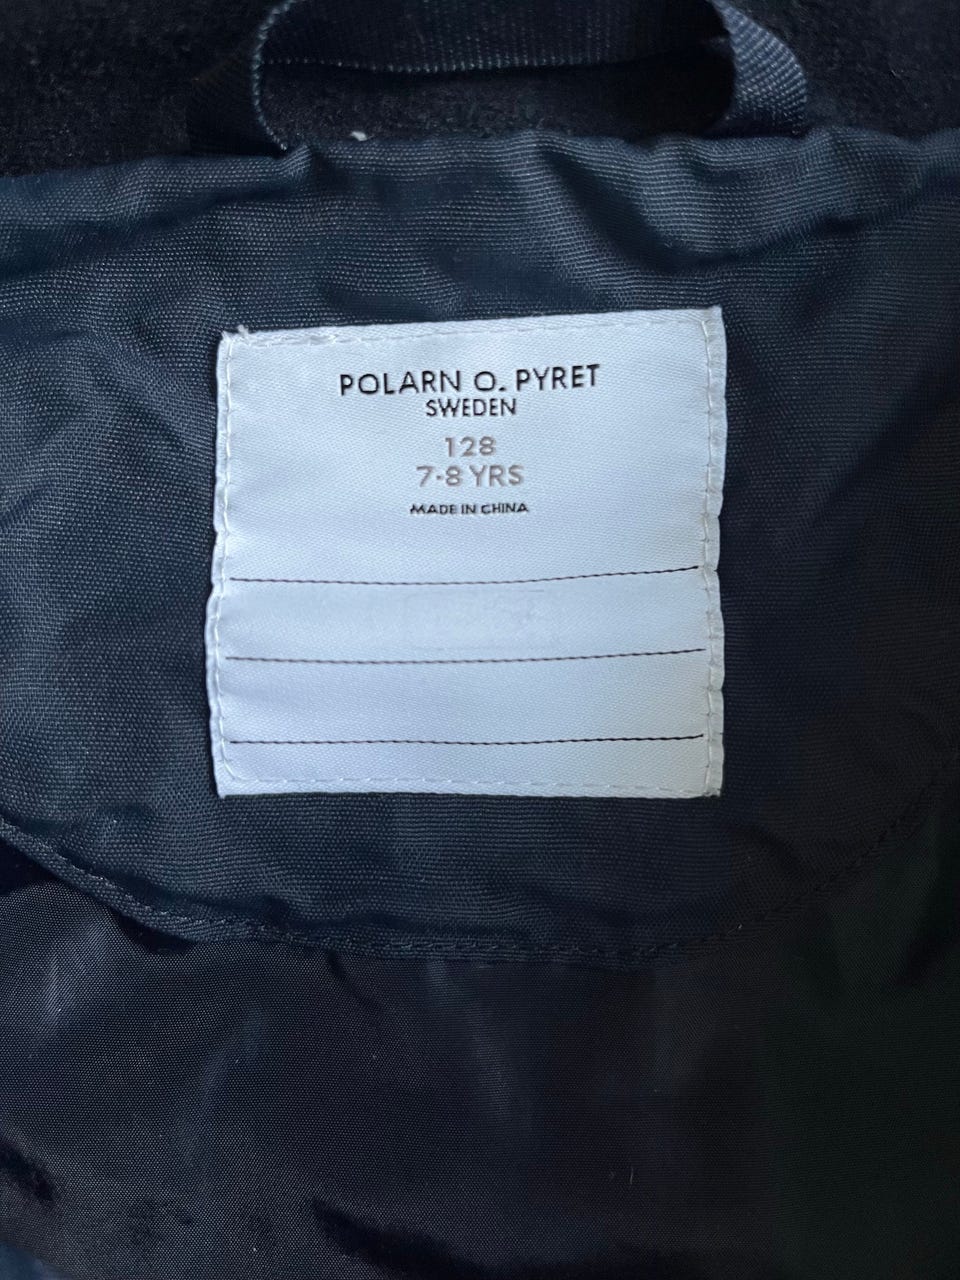 POLARN O. PYRET
SWEDEN
128
7-8 YRS
MADE IN CHINA